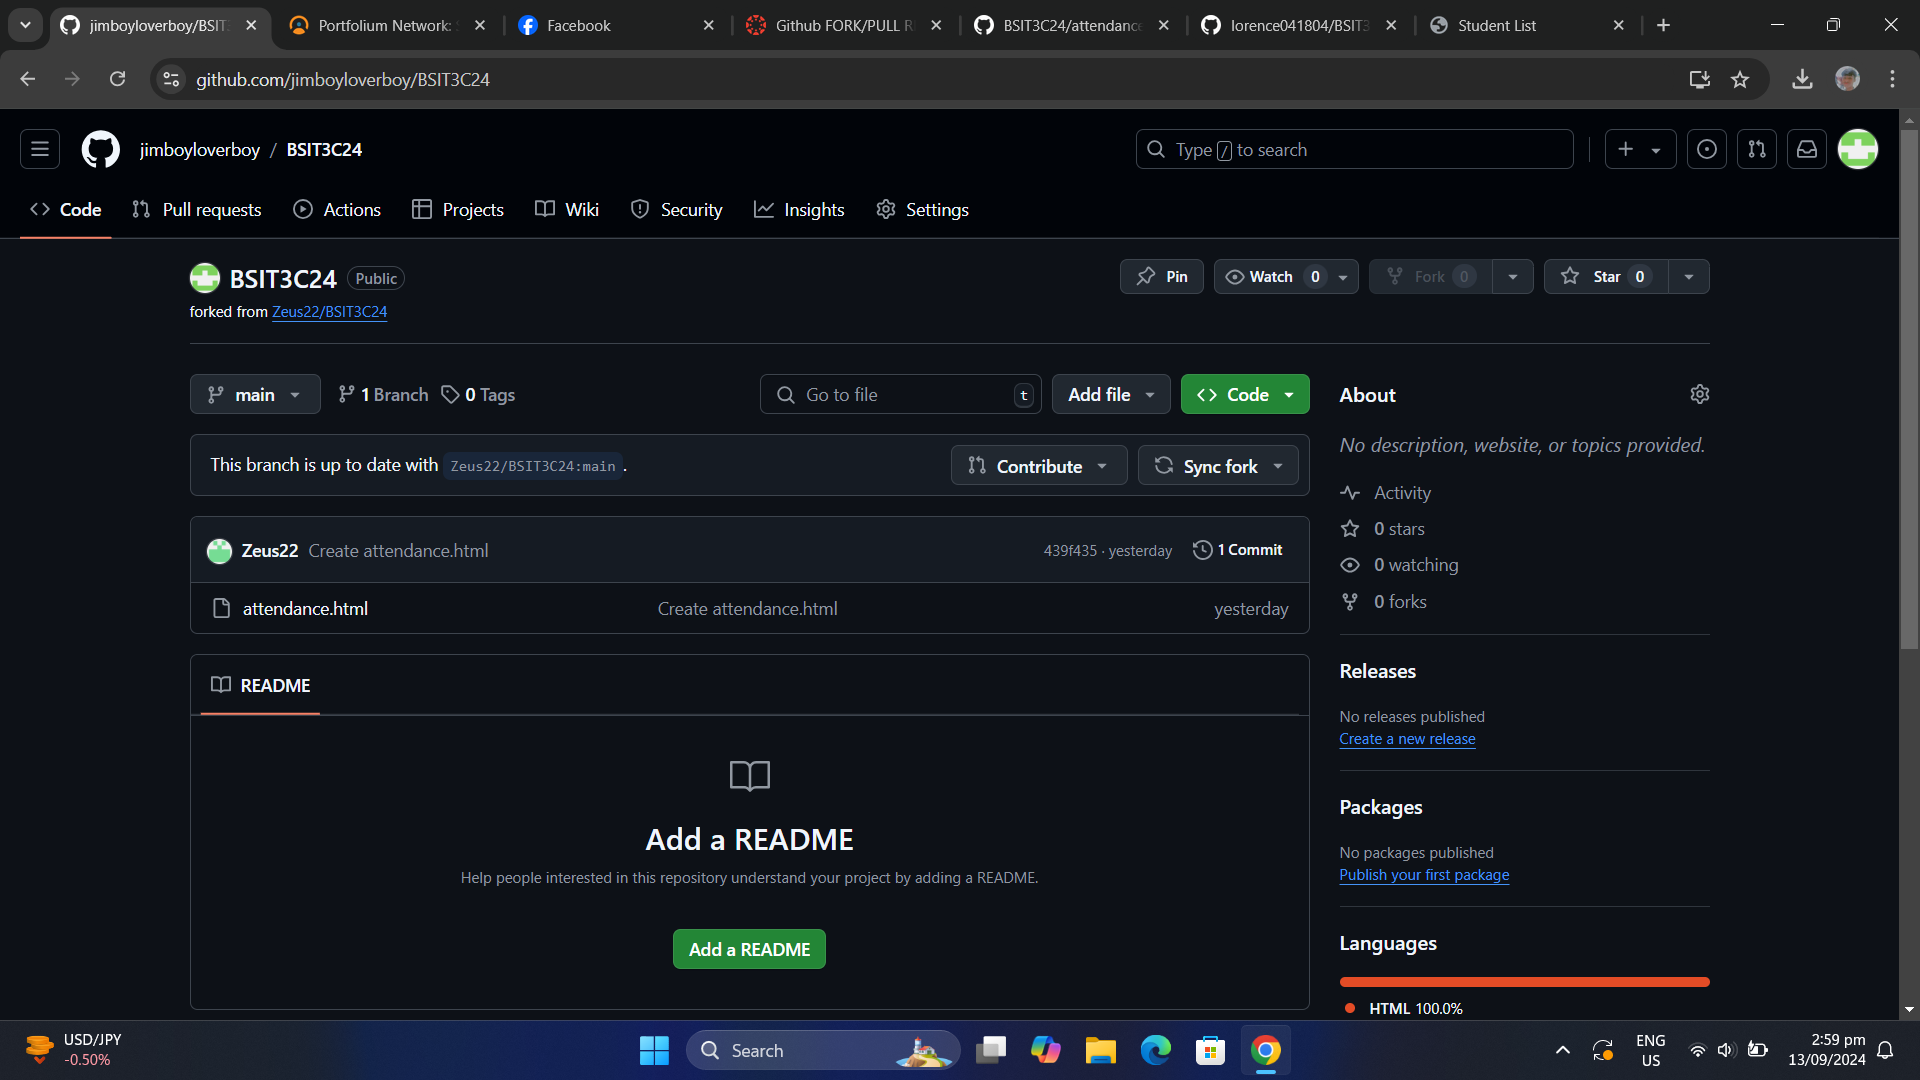 jimboyloverboy/BSIT
Portfolium Network:
Facebook
Github FORK/PULL R
BSIT3C24/attendanc
lorence041804/BSIT3
Student List
github.com/jimboyloverboy/BSIT3C24
jimboyloverboy / BSIT3C24
Type / to search
Code
Pull requests
Actions
Projects
Wiki
Security
Insights
Settings
BSIT3C24 Public
Pin
Watch 0
Fork 0
Star 0
forked from Zeus22/BSIT3C24
main
1 Branch
0 Tags
Go to file t
Add file
Code
This branch is up to date with Zeus22/BSIT3C24:main .
Contribute
Sync fork
Zeus22 Create attendance.html
439f435 · yesterday
1 Commit
attendance.html
Create attendance.html
yesterday
README
Add a README
Help people interested in this repository understand your project by adding a README.
Add a README
About
No description, website, or topics provided.
Activity
0 stars
0 watching
0 forks
Releases
No releases published
Create a new release
Packages
No packages published
Publish your first package
Languages
HTML 100.0%
USD/JPY
-0.50%
Search
ENG
US
2:59 pm
13/09/2024